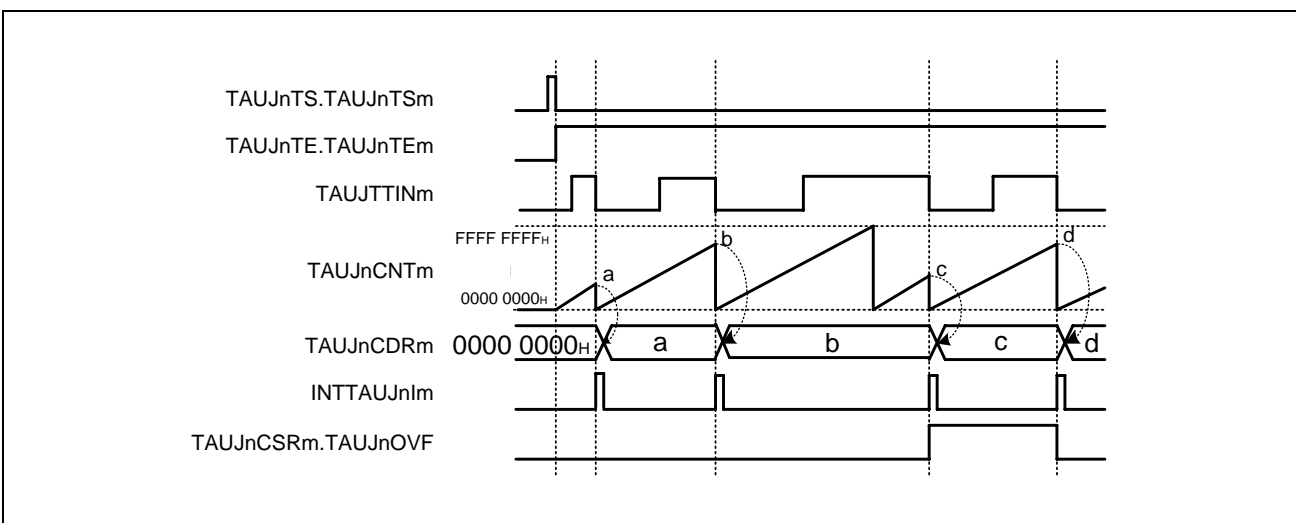 TAUJnTS.TAUJnTSm
TAUJnTE.TAUJnTEm
TAUJTTINm
FFFF FFFFH
TAUJnCNTm
0000 0000H
a
b
c
d
TAUJnCDRm
0000 0000H
a
b
c
d
INTTAUJnIm
TAUJnCSRm.TAUJnOVF